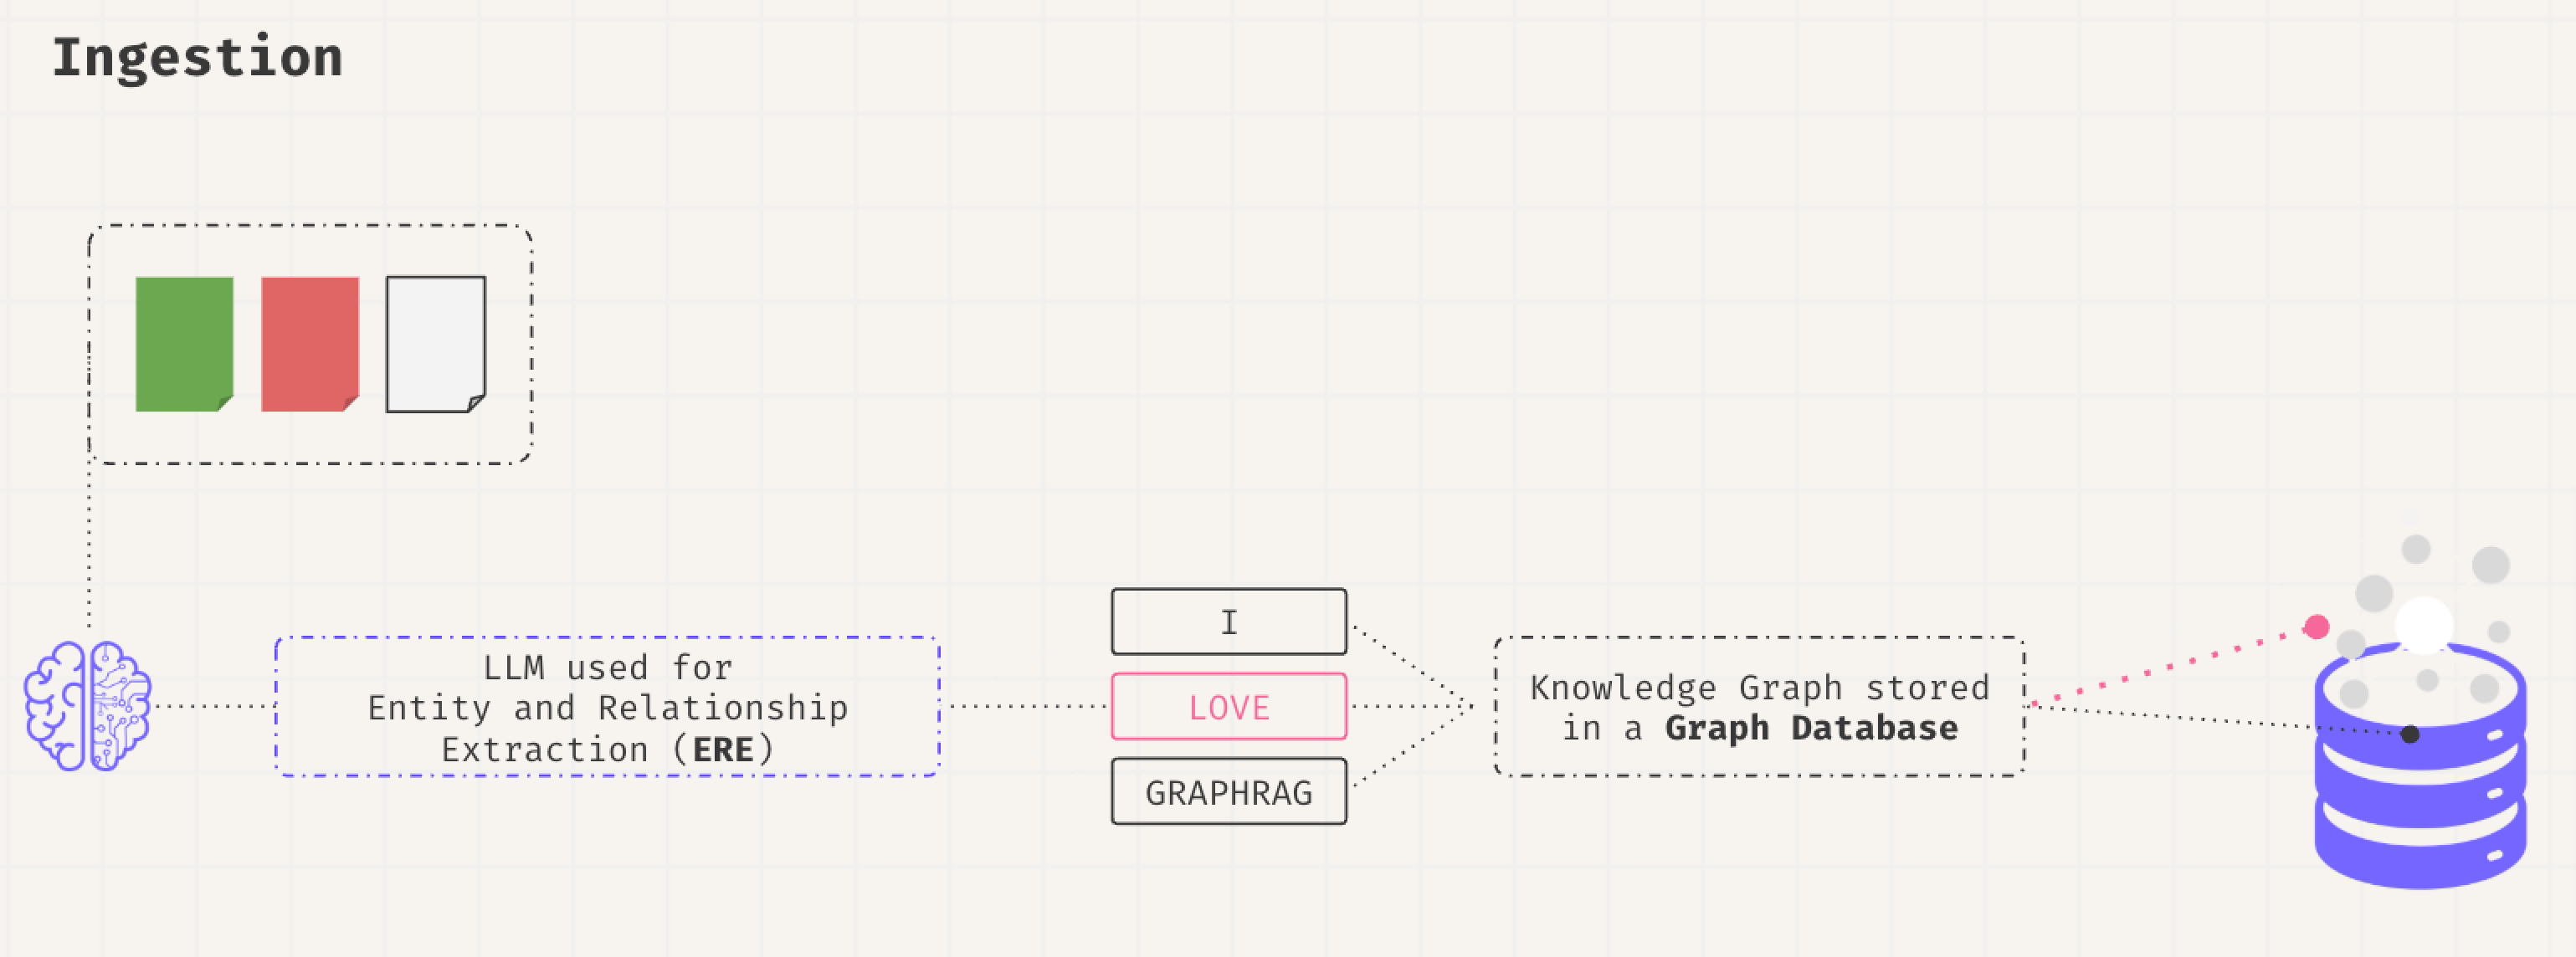 Ingestion
LLM used for
Entity and Relationship
Extraction (ERE)
I
LOVE
GRAPHRAG
Knowledge Graph stored
in a Graph Database